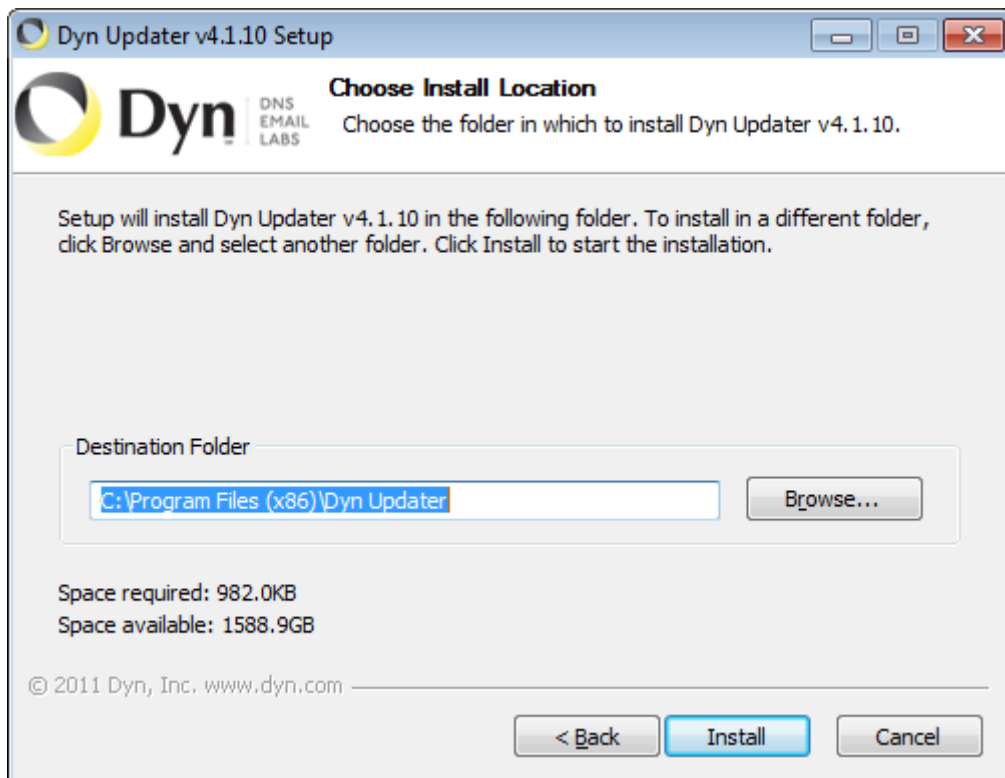 Dyn Updater v4.1.10 Setup
Dyn
DNS
EMAIL
LABS
Choose Install Location
Choose the folder in which to install Dyn Updater v4.1.10.
Setup will install Dyn Updater v4.1.10 in the following folder. To install in a different folder,
click Browse and select another folder. Click Install to start the installation.
Destination Folder
C:\Program Files (x86)\Dyn Updater
Browse...
Space required: 982.0KB
Space available: 1588.9GB
© 2011 Dyn, Inc. www.dyn.com
< Back
Install
Cancel